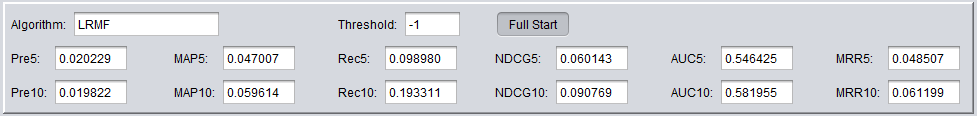 Algorithm: LRMF Threshold: -1 Full Start
Pre5: 0.020229 MAP5: 0.047007 Rec5: 0.098980 NDCG5: 0.060143 AUC5: 0.546425 MRR5: 0.048507
Pre10: 0.019822 MAP10: 0.059614 Rec10: 0.193311 NDCG10: 0.090769 AUC10: 0.581955 MRR10: 0.061199